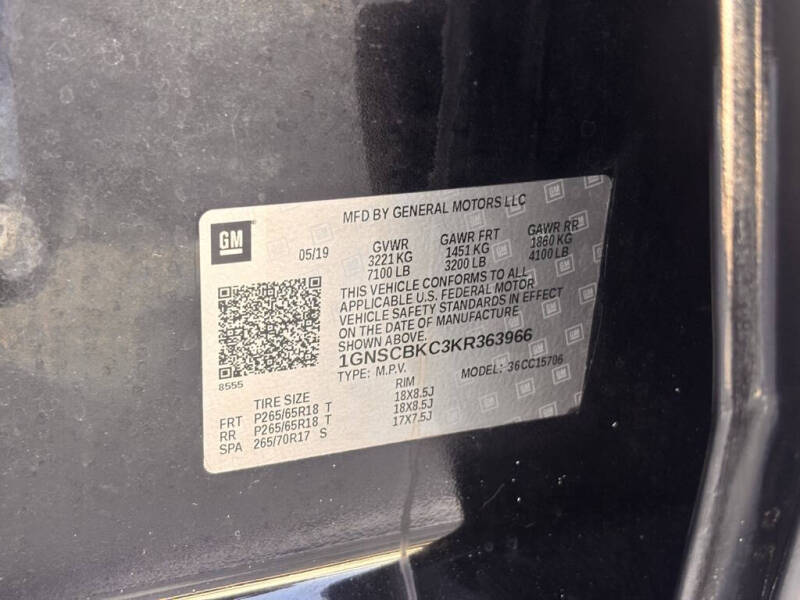 MFD BY GENERAL MOTORS LLC
GM
05/19 GVWR GAWR FRT GAWR RR
3221 KG 1451 KG 1860 KG
7100 LB 3200 LB 4100 LB
THIS VEHICLE CONFORMS TO ALL
APPLICABLE U.S. FEDERAL MOTOR
VEHICLE SAFETY STANDARDS IN EFFECT
ON THE DATE OF MANUFACTURE
SHOWN ABOVE.
1GNSCBKC3KR363966
8555
TYPE: M.P.V. MODEL: 36CC15706
TIRE SIZE RIM
FRT P265/65R18 T 18X8.5J
RR P265/65R18 T 18X8.5J
SPA 265/70R17 S 17X7.5J